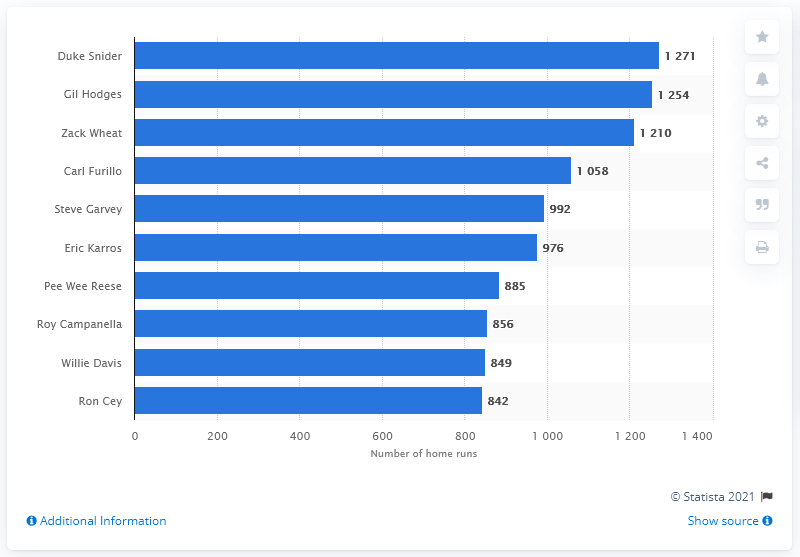 Duke Snider 1 271
Gil Hodges 1 254
Zack Wheat 1 210
Carl Furillo 1 058
Steve Garvey 992
Eric Karros 976
Pee Wee Reese 885
Roy Campanella 856
Willie Davis 849
Ron Cey 842
0 200 400 600 800 1 000 1 200 1 400
Number of home runs
© Statista 2021
Additional Information Show source